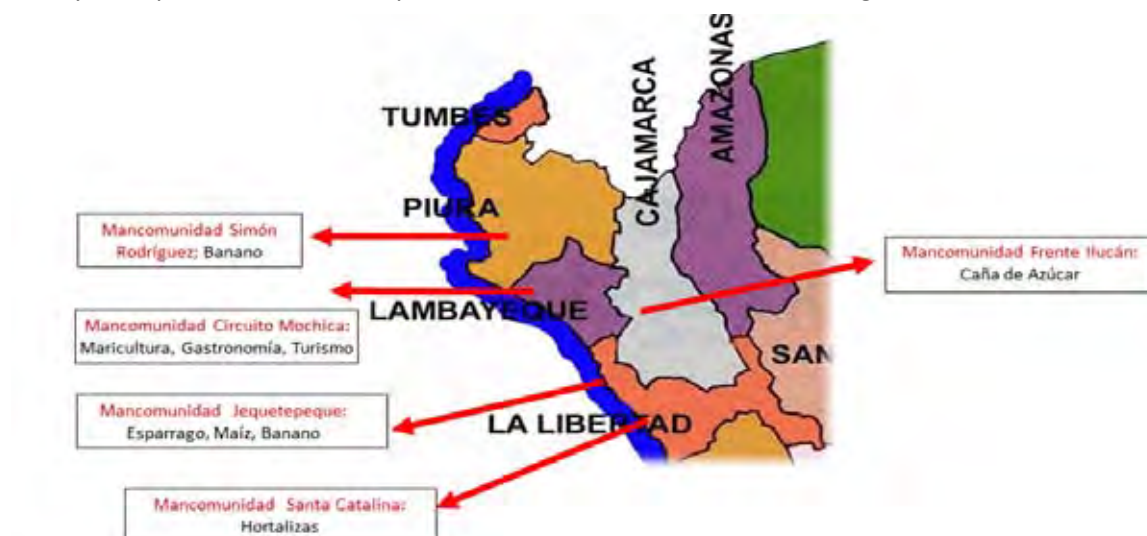 TUMBES
PIURA
CAJAMARCA
AMAZONAS
Mancomunidad Simón
Rodríguez: Banano
Mancomunidad Frente Ilucán:
Caña de Azúcar
LAMBAYEQUE
Mancomunidad Circuito Mochica:
Maricultura, Gastronomía, Turismo
SAN
Mancomunidad Jequetepeque:
Esparrago, Maíz, Banano
LA LIBERTAD
Mancomunidad Santa Catalina:
Hortalizas